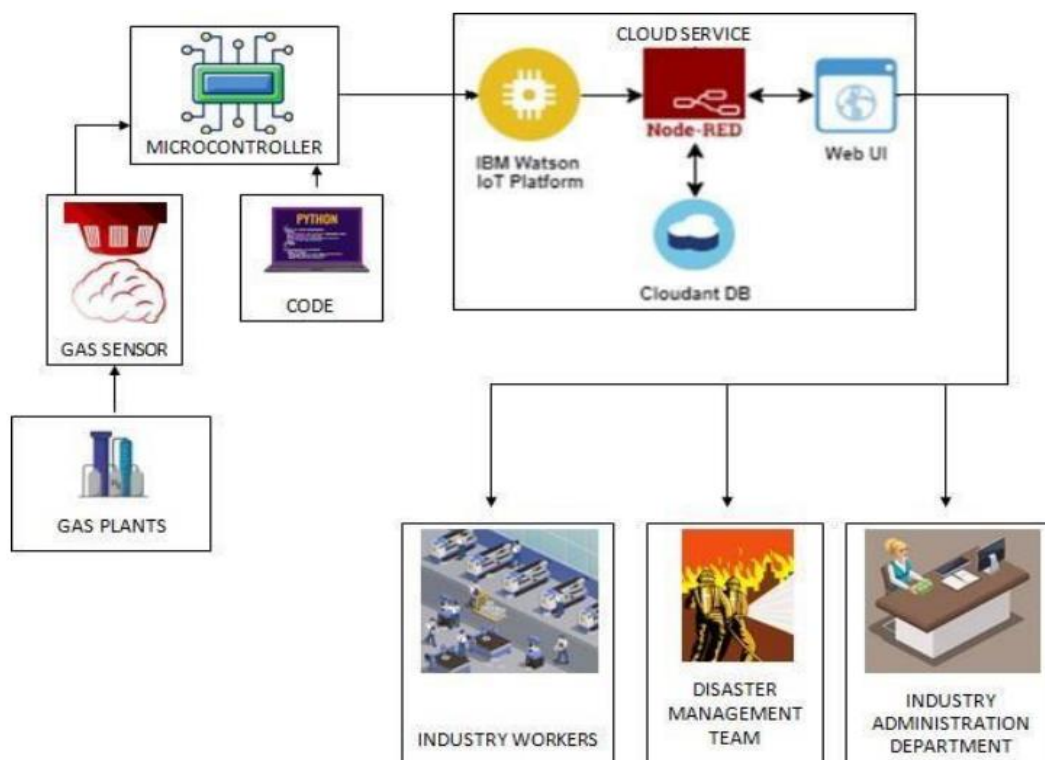 CLOUD SERVICE
MICROCONTROLLER
Node-RED
IBM Watson
IoT Platform
Web UI
PYTHON
CODE
Cloudant DB
GAS SENSOR
GAS PLANTS
INDUSTRY WORKERS
DISASTER
MANAGEMENT
TEAM
INDUSTRY
ADMINISTRATION
DEPARTMENT